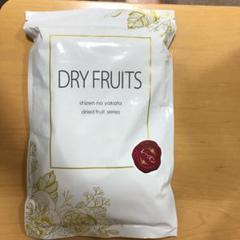 DRY FRUITS
shizen no yakata
dried fruit series